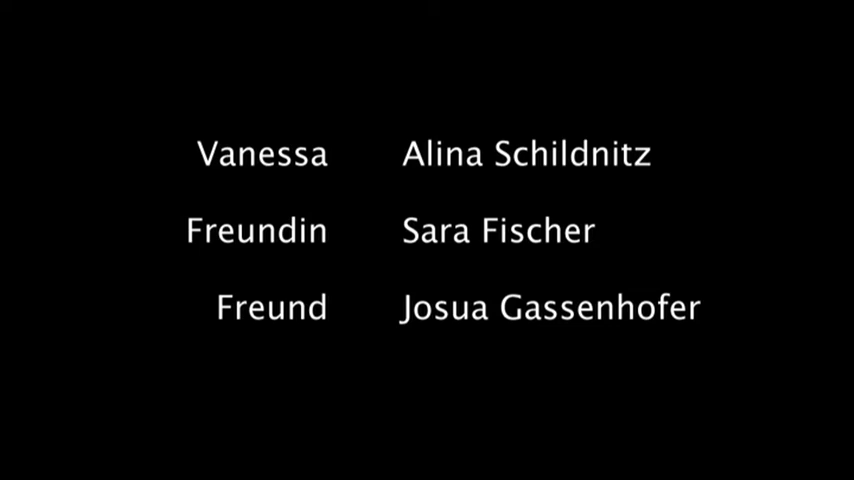 Vanessa Alina Schildnitz
Freundin Sara Fischer
Freund Josua Gassenhofer